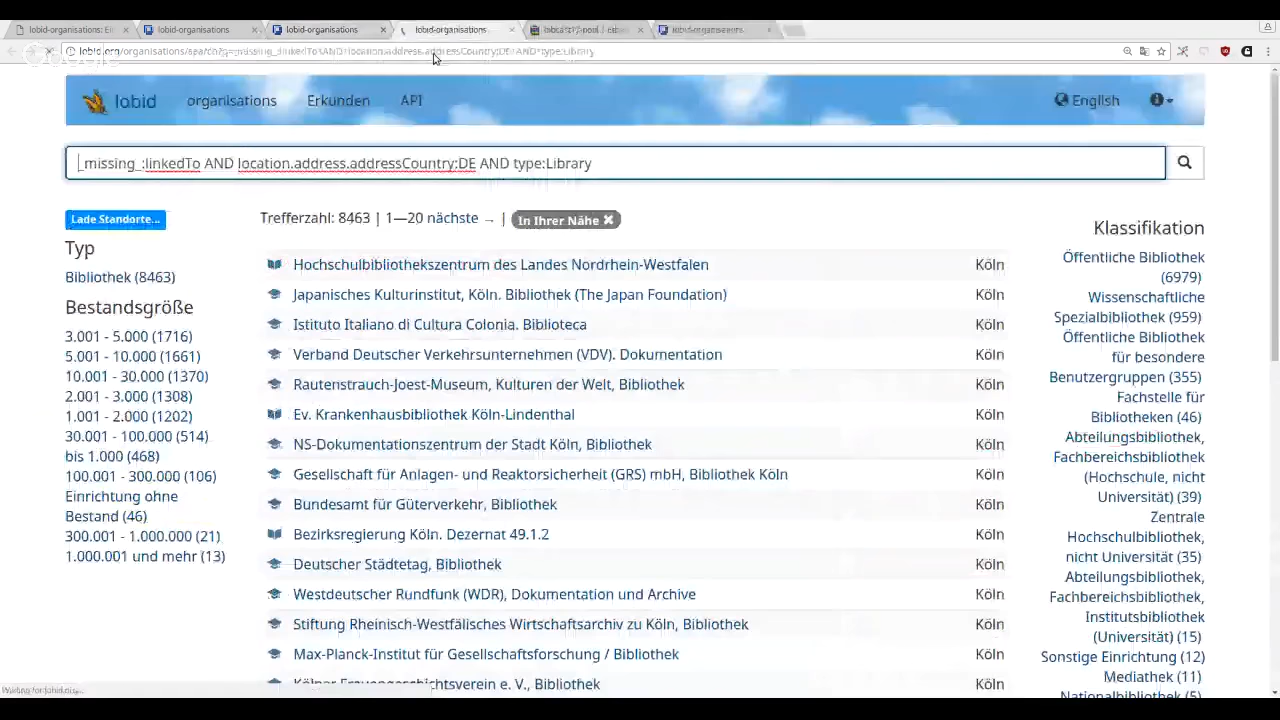 lobid-organisations: Ei
lobid-organisations
lobid-organisations
lobid-organisations
lobid.org/organisations/
Google
lobid
organisations
Erkunden
API
English
_missing_:linkedTo AND location.address.addressCountry:DE AND type:Library
Lade Standorte...
Typ
Bibliothek (8463)
Bestandsgröße
3.001 - 5.000 (1716)
5.001 - 10.000 (1661)
10.001 - 30.000 (1370)
2.001 - 3.000 (1308)
1.001 - 2.000 (1202)
30.001 - 100.000 (514)
bis 1.000 (468)
100.001 - 300.000 (106)
Einrichtung ohne
Bestand (46)
300.001 - 1.000.000 (21)
1.000.001 und mehr (13)
Trefferzahl: 8463 | 1—20 nächste → | In Ihrer Nähe ✖
Hochschulbibliothekszentrum des Landes Nordrhein-Westfalen Köln
Japanisches Kulturinstitut, Köln. Bibliothek (The Japan Foundation) Köln
Istituto Italiano di Cultura Colonia. Biblioteca Köln
Verband Deutscher Verkehrsunternehmen (VDV). Dokumentation Köln
Rautenstrauch-Joest-Museum, Kulturen der Welt, Bibliothek Köln
Ev. Krankenhausbibliothek Köln-Lindenthal Köln
NS-Dokumentationszentrum der Stadt Köln, Bibliothek Köln
Gesellschaft für Anlagen- und Reaktorsicherheit (GRS) mbH, Bibliothek Köln Köln
Bundesamt für Güterverkehr, Bibliothek Köln
Bezirksregierung Köln. Dezernat 49.1.2 Köln
Deutscher Städtetag, Bibliothek Köln
Westdeutscher Rundfunk (WDR), Dokumentation und Archive Köln
Stiftung Rheinisch-Westfälisches Wirtschaftsarchiv zu Köln, Bibliothek Köln
Max-Planck-Institut für Gesellschaftsforschung / Bibliothek Köln
Kölner Frauengeschichtsverein e. V., Bibliothek Köln
Klassifikation
Öffentliche Bibliothek
(6979)
Wissenschaftliche
Spezialbibliothek (959)
Öffentliche Bibliothek
für besondere
Benutzergruppen (355)
Fachstelle für
Bibliotheken (46)
Abteilungsbibliothek,
Fachbereichsbibliothek
(Hochschule, nicht
Universität) (39)
Zentrale
Hochschulbibliothek,
nicht Universität (35)
Abteilungsbibliothek,
Fachbereichsbibliothek,
Institutsbibliothek
(Universität) (15)
Sonstige Einrichtung (12)
Mediathek (11)
Nationalbibliothek (5)
Waiting for lobid.org...